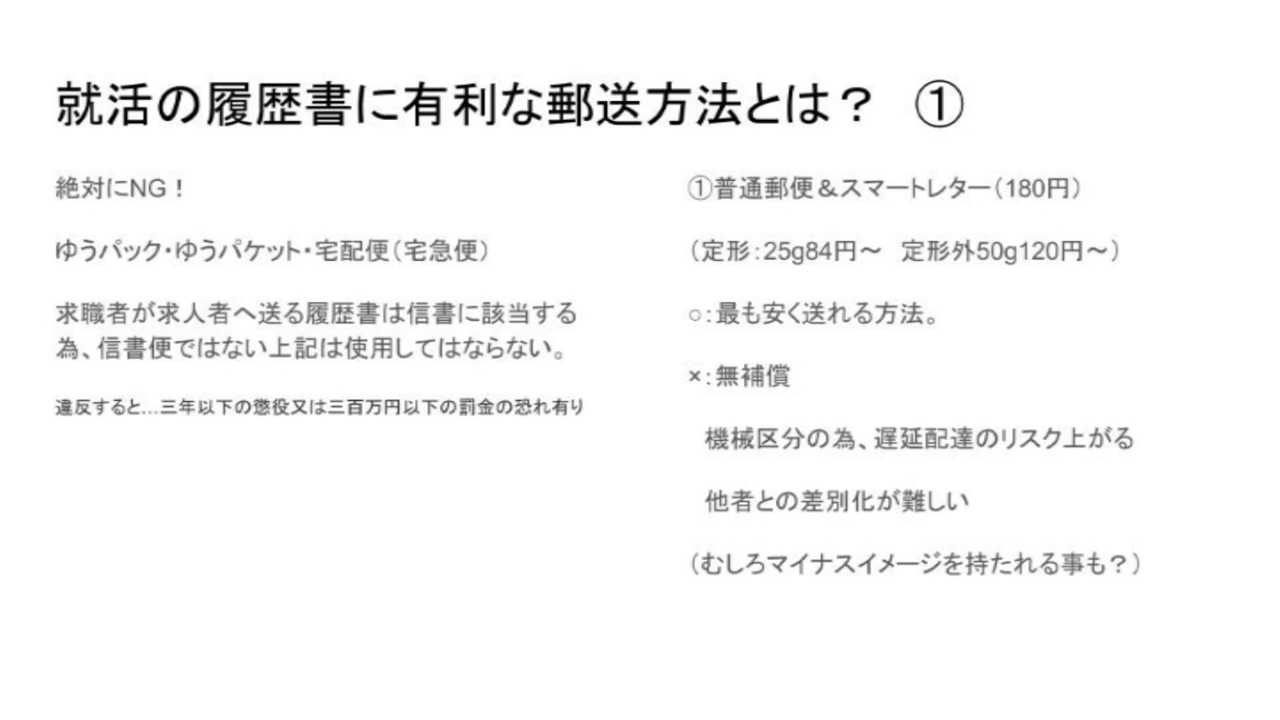 就活の履歴書に有利な郵送方法とは？　①
絶対にNG！
ゆうパック・ゆうパケット・宅配便（宅急便）
求職者が求人者へ送る履歴書は信書に該当する
為、信書便ではない上記は使用してはならない。
違反すると…三年以下の懲役又は三百万円以下の罰金の恐れ有り
①普通郵便＆スマートレター（180円）
（定形：25g84円～　定形外50g120円～）
○：最も安く送れる方法。
×：無補償
機械区分の為、遅延配達のリスク上がる
他者との差別化が難しい
（むしろマイナスイメージを持たれる事も？）